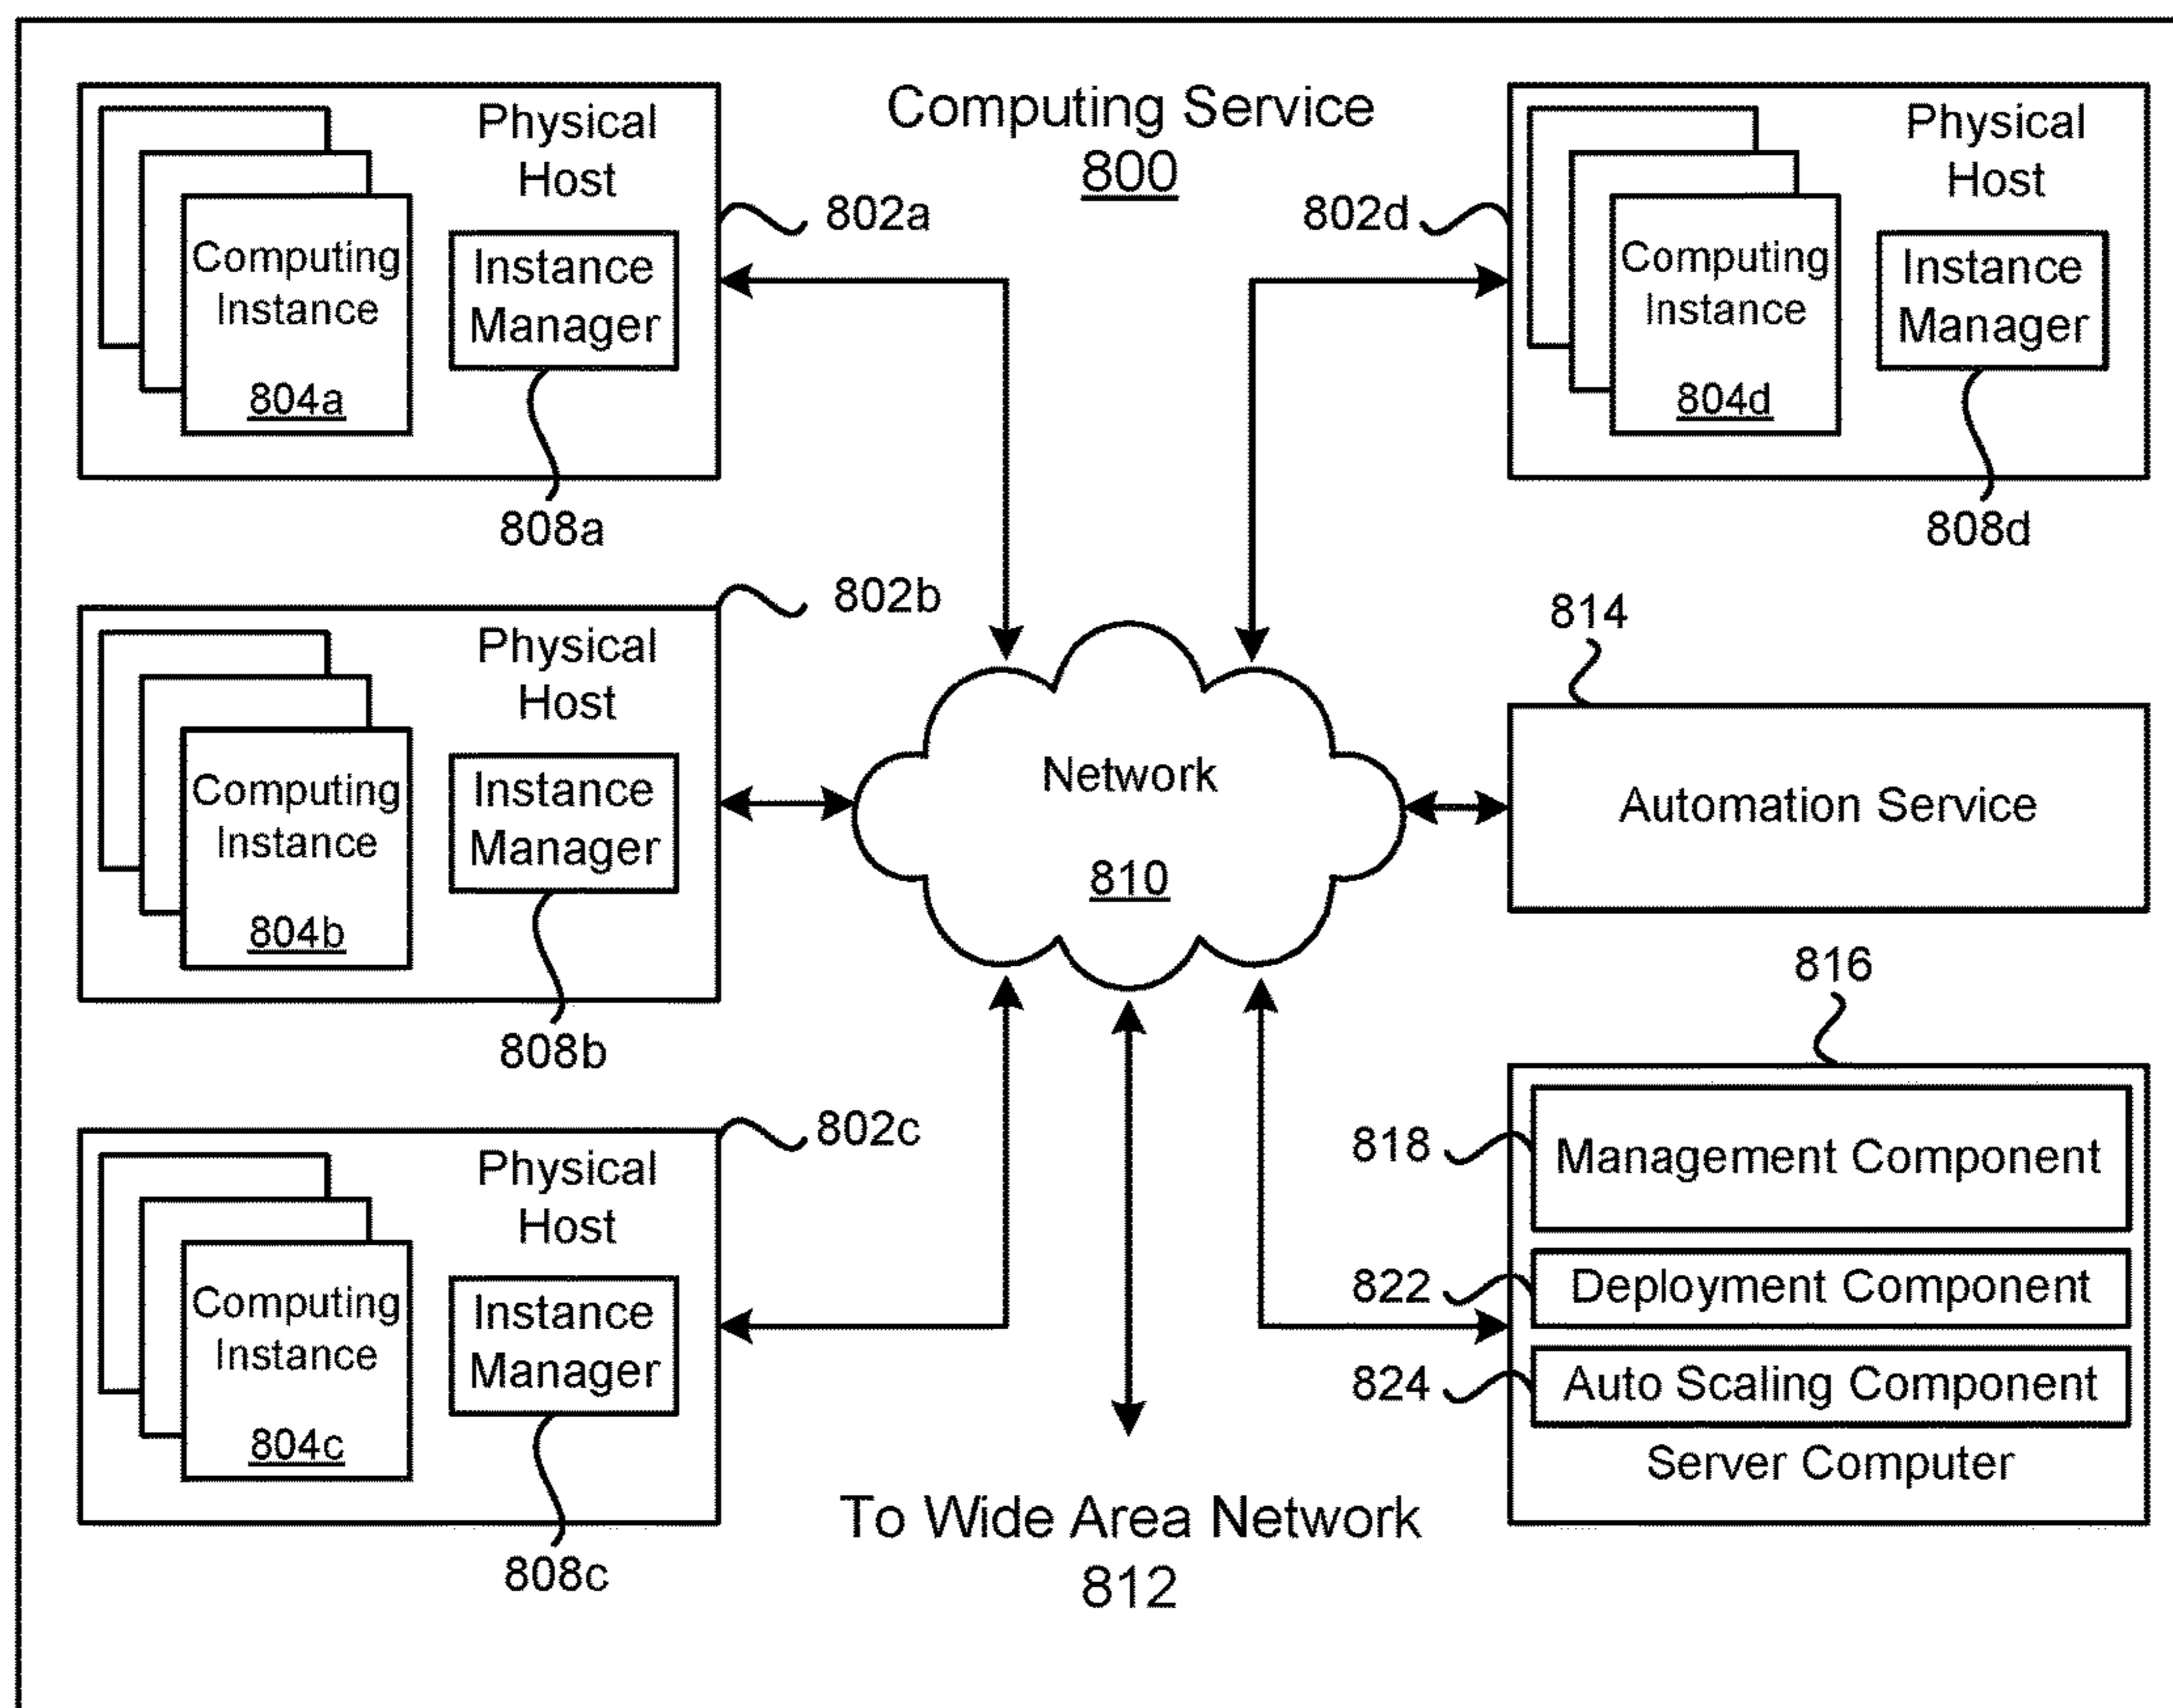 Computing Service
800
Physical
Host
802a
Computing
Instance
804a
Instance
Manager
808a
802d
Physical
Host
Computing
Instance
804d
Instance
Manager
808d
802b
Physical
Host
Computing
Instance
804b
Instance
Manager
808b
Network
810
814
Automation Service
802c
Physical
Host
Computing
Instance
804c
Instance
Manager
808c
816
818
Management Component
822
Deployment Component
824
Auto Scaling Component
Server Computer
To Wide Area Network
812